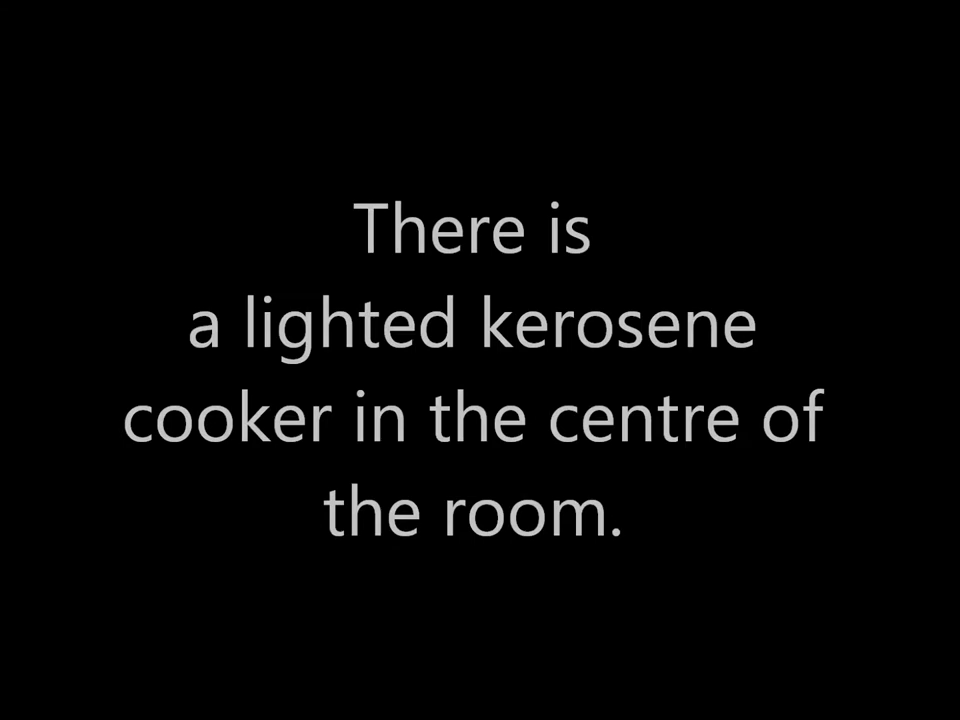 There is
a lighted kerosene
cooker in the centre of
the room.